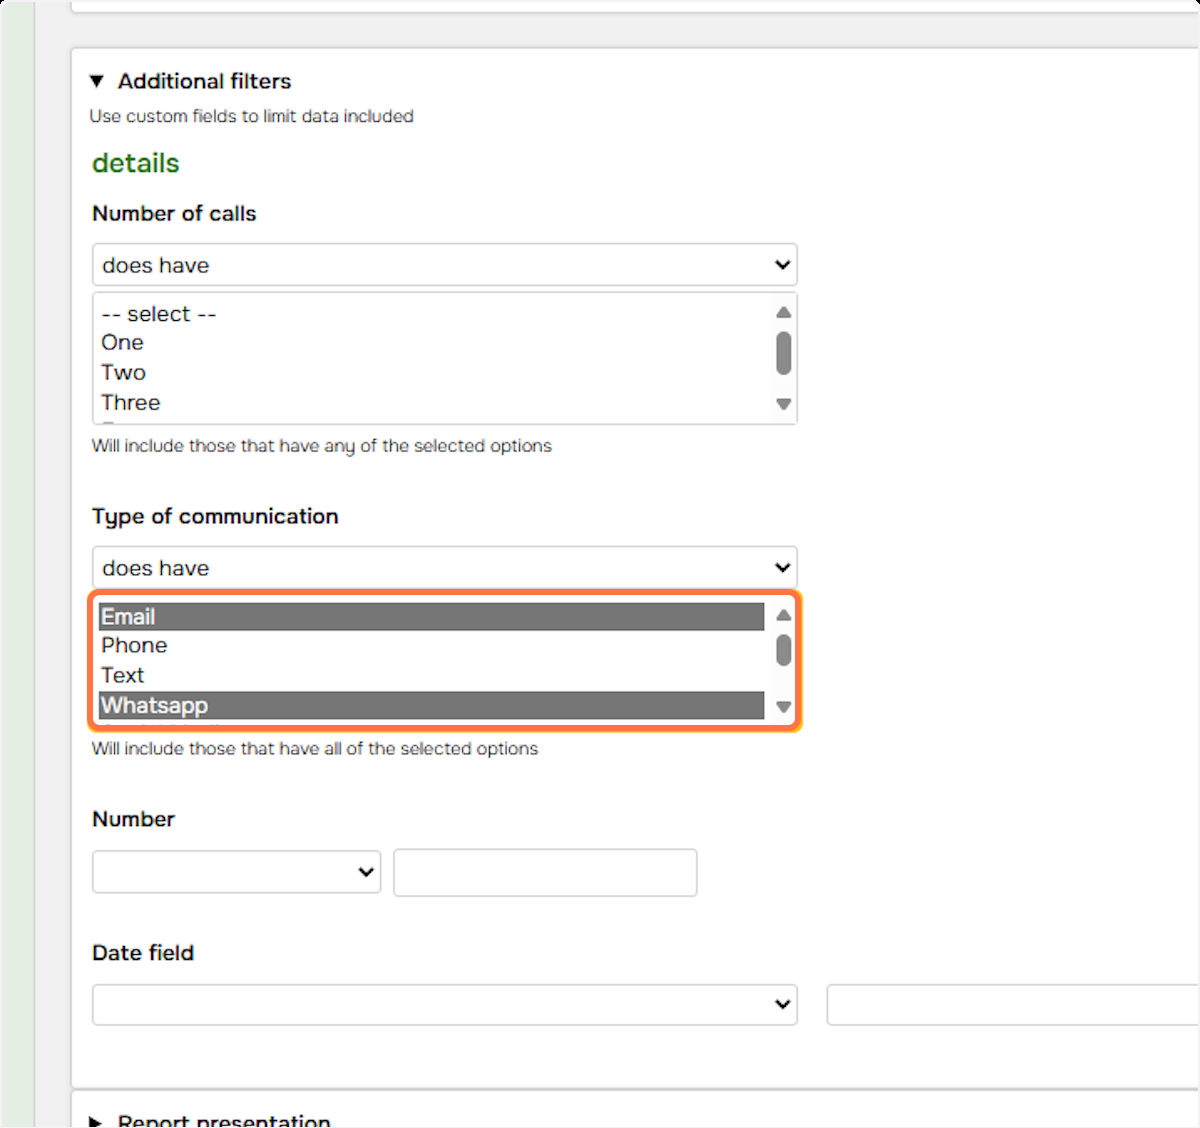 Additional filters
Use custom fields to limit data included
details
Number of calls
does have
-- select --
One
Two
Three
Will include those that have any of the selected options
Type of communication
does have
Email
Phone
Text
Whatsapp
Will include those that have all of the selected options
Number
Date field
Report presentation